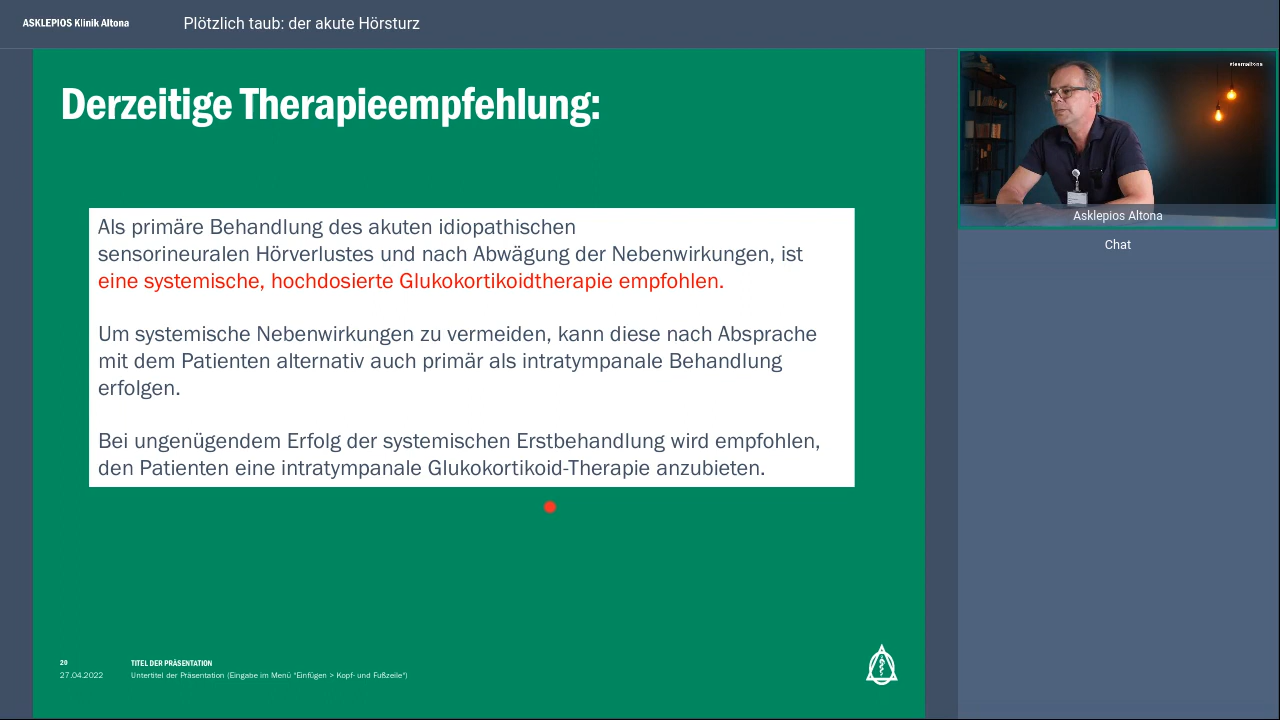 ASKLEPIOS Klinik Altona
Plötzlich taub: der akute Hörsturz
Derzeitige Therapieempfehlung:
Als primäre Behandlung des akuten idiopathischen
sensorineuralen Hörverlustes und nach Abwägung der Nebenwirkungen, ist
eine systemische, hochdosierte Glukokortikoidtherapie empfohlen.
Um systemische Nebenwirkungen zu vermeiden, kann diese nach Absprache
mit dem Patienten alternativ auch primär als intratympanale Behandlung
erfolgen.
Bei ungenügendem Erfolg der systemischen Erstbehandlung wird empfohlen,
den Patienten eine intratympanale Glukokortikoid-Therapie anzubieten.
20
TITEL DER PRÄSENTATION
27.04.2022
Untertitel der Präsentation (Eingabe im Menü "Einfügen > Kopf- und Fußzeile")
#teamaltona
Asklepios Altona
Chat